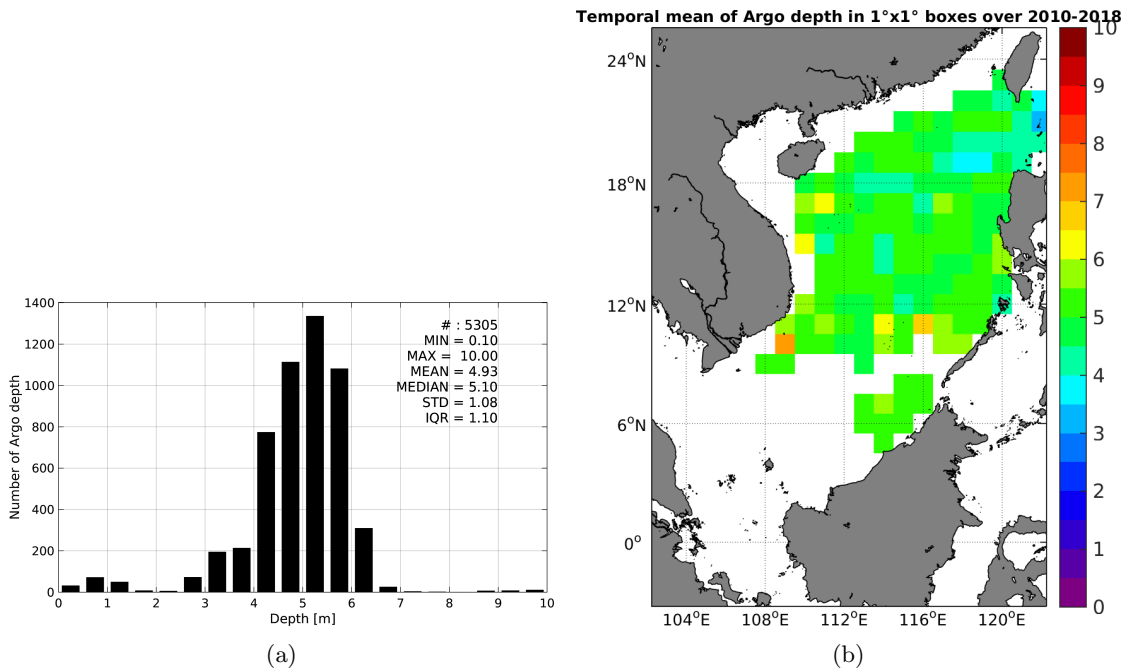 Temporal mean of Argo depth in 1°x1° boxes over 2010-2018
1400
1200
1000
800
600
400
200
0
Number of Argo depth
# : 5305
MIN = 0.10
MAX = 10.00
MEAN = 4.93
MEDIAN = 5.10
STD = 1.08
IQR = 1.10
0 1 2 3 4 5 6 7 8 9 10
Depth [m]
(a)
24°N
18°N
12°N
6°N
0°
104°E 108°E 112°E 116°E 120°E
10
9
8
7
6
5
4
3
2
1
0
(b)